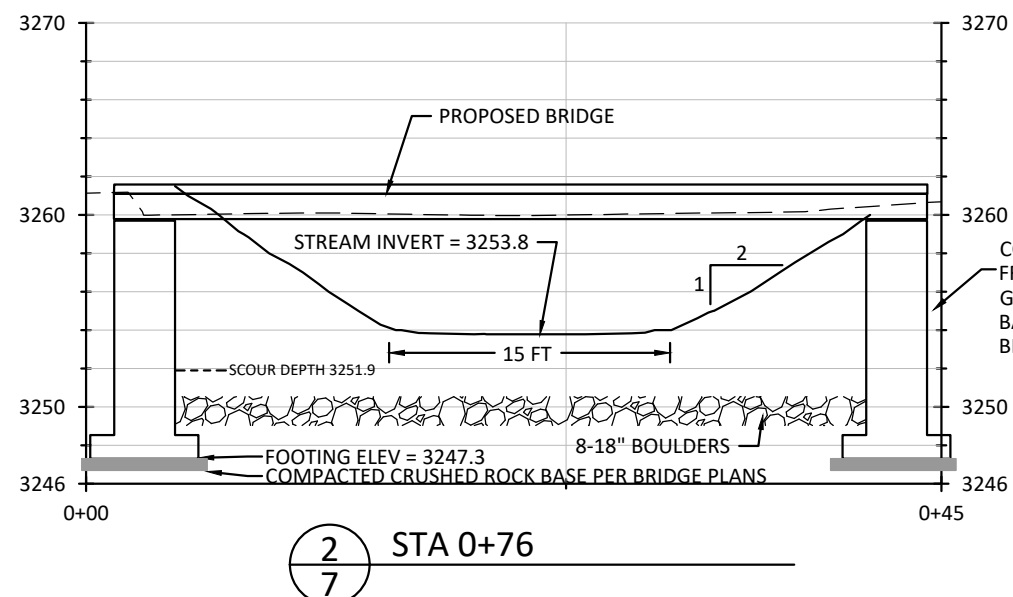 3270
3270
PROPOSED BRIDGE
3260
3260
STREAM INVERT = 3253.8
2
1
15 FT
SCOUR DEPTH 3251.9
3250
3250
8-18" BOULDERS
FOOTING ELEV = 3247.3
COMPACTED CRUSHED ROCK BASE PER BRIDGE PLANS
3246
3246
0+00
0+45
2
7
STA 0+76